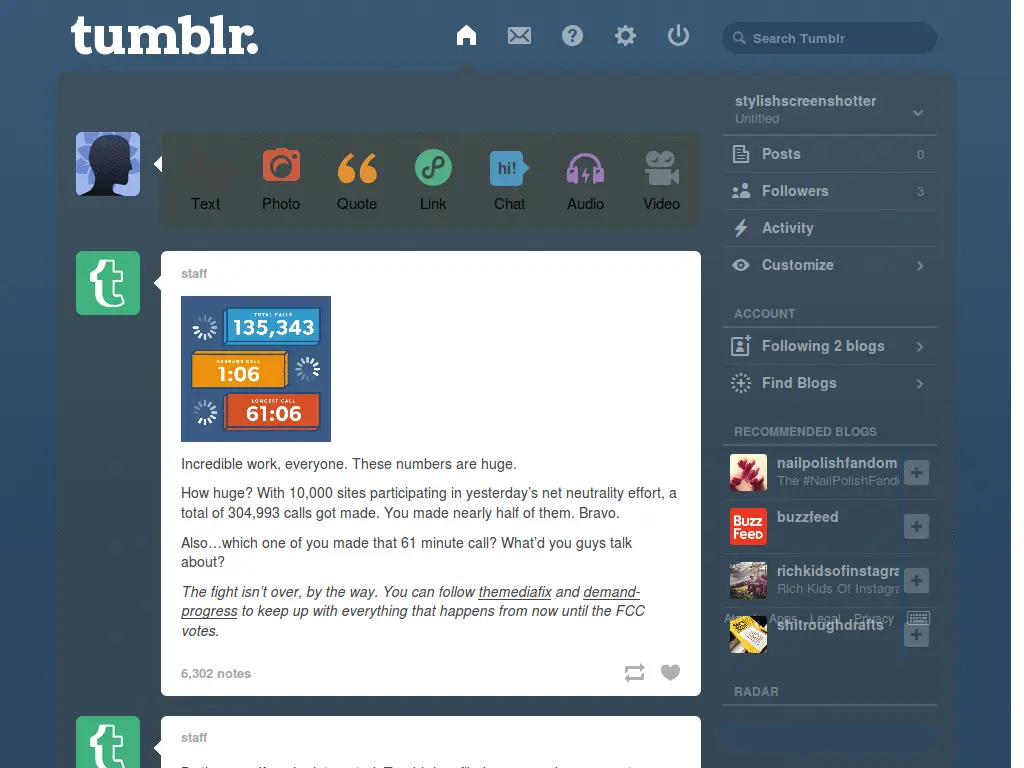 tumblr.
Search Tumblr
stylishscreenshotter
Untitled
Posts 0
Followers 3
Activity
Customize
ACCOUNT
Following 2 blogs
Find Blogs
RECOMMENDED BLOGS
nailpolishfandom
The #NailPolishFand
buzzfeed
Buzz
Feed
richkidsofinstagra
Rich Kids Of Instagra
Apps Legal Privacy
shitroughdrafts
RADAR
Text Photo Quote Link Chat Audio Video
hi!
staff
TOTAL CALLS
135,343
AVERAGE CALL
1:06
LONGEST CALL
61:06
Incredible work, everyone. These numbers are huge.
How huge? With 10,000 sites participating in yesterday’s net neutrality effort, a
total of 304,993 calls got made. You made nearly half of them. Bravo.
Also…which one of you made that 61 minute call? What’d you guys talk
about?
The fight isn’t over, by the way. You can follow themediafix and demand-
progress to keep up with everything that happens from now until the FCC
votes.
6,302 notes
staff